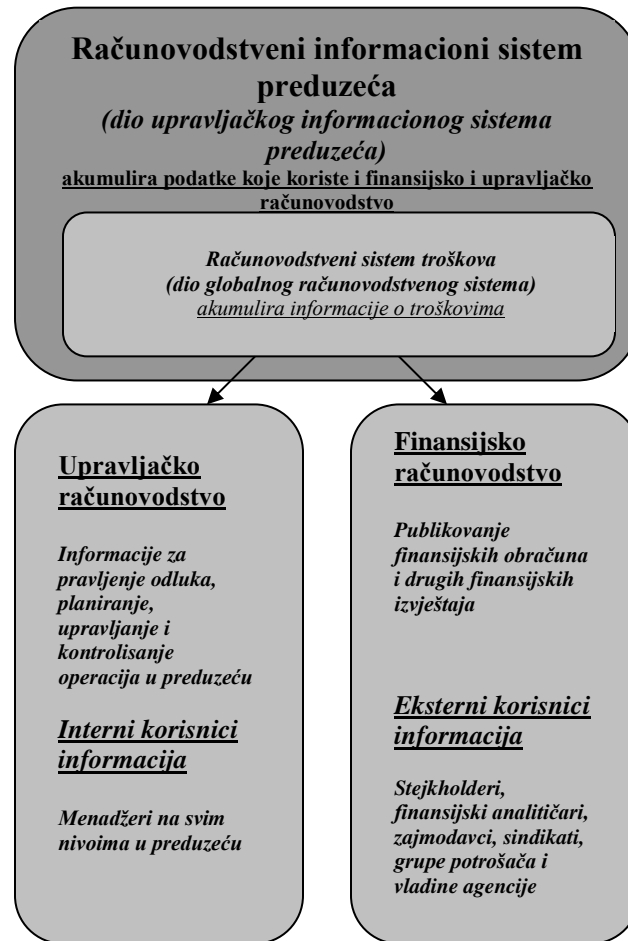 Računovodstveni informacioni sistem
preduzeća
(dio upravljačkog informacionog sistema
preduzeća)
akumulira podatke koje koriste i finansijsko i upravljačko
računovodstvo
Računovodstveni sistem troškova
(dio globalnog računovodstvenog sistema)
akumulira informacije o troškovima
Upravljačko
računovodstvo
Informacije za
pravljenje odluka,
planiranje,
upravljanje i
kontrolisanje
operacija u preduzeću
Interni korisnici
informacija
Menadžeri na svim
nivoima u preduzeću
Finansijsko
računovodstvo
Publikovanje
finansijskih obračuna
i drugih finansijskih
izvještaja
Eksterni korisnici
informacija
Stejkholderi,
finansijski analitičari,
zajmodavci, sindikati,
grupe potrošača i
vladine agencije